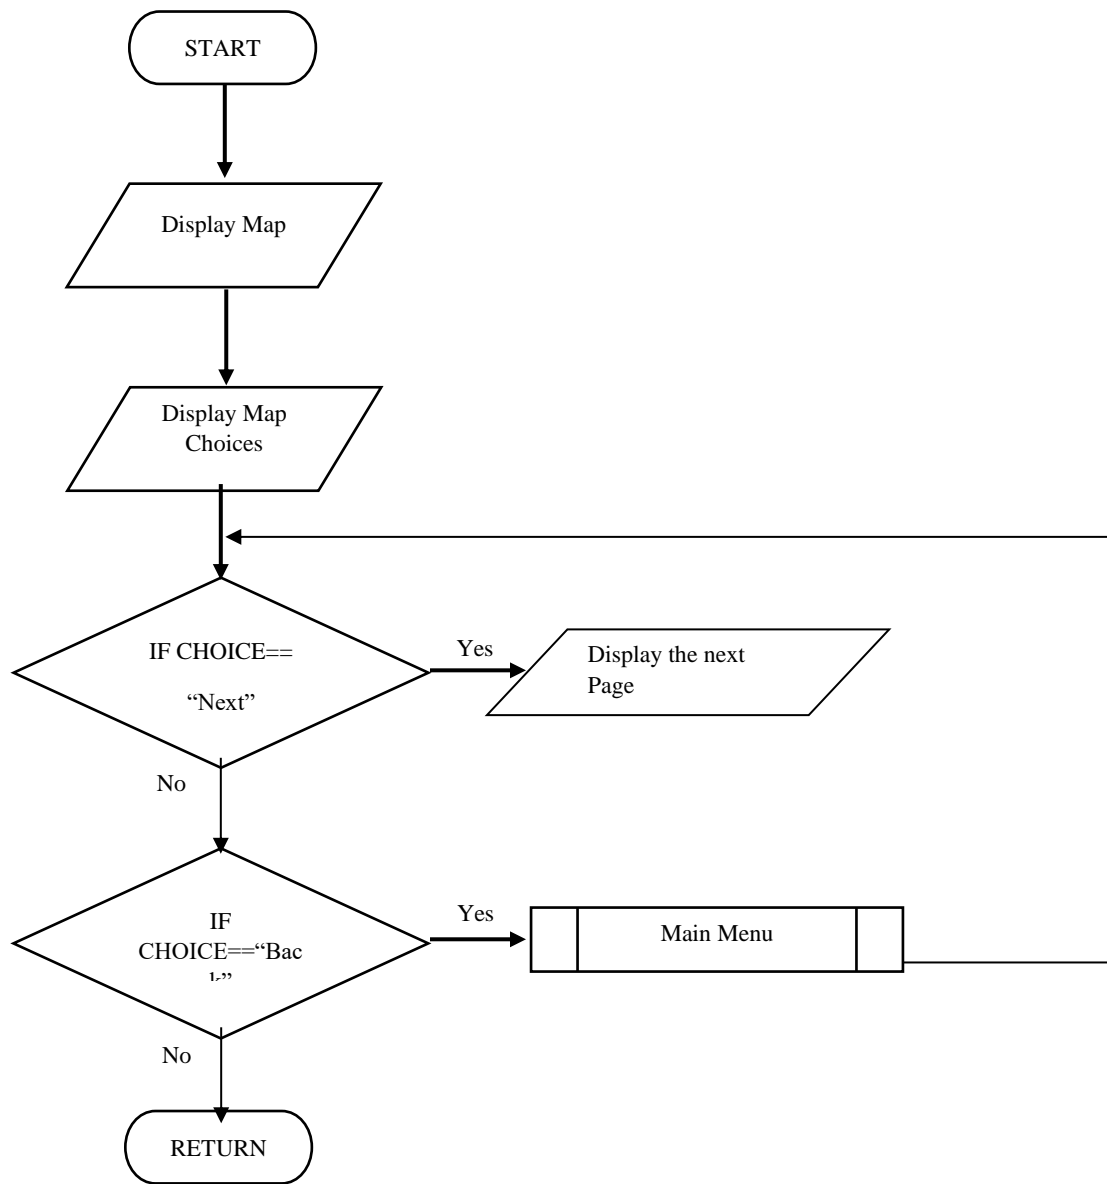 START
Display Map
Display Map
Choices
IF CHOICE==
“Next”
Yes
Display the next
Page
No
IF
CHOICE==“Bac
k”
Yes
Main Menu
No
RETURN